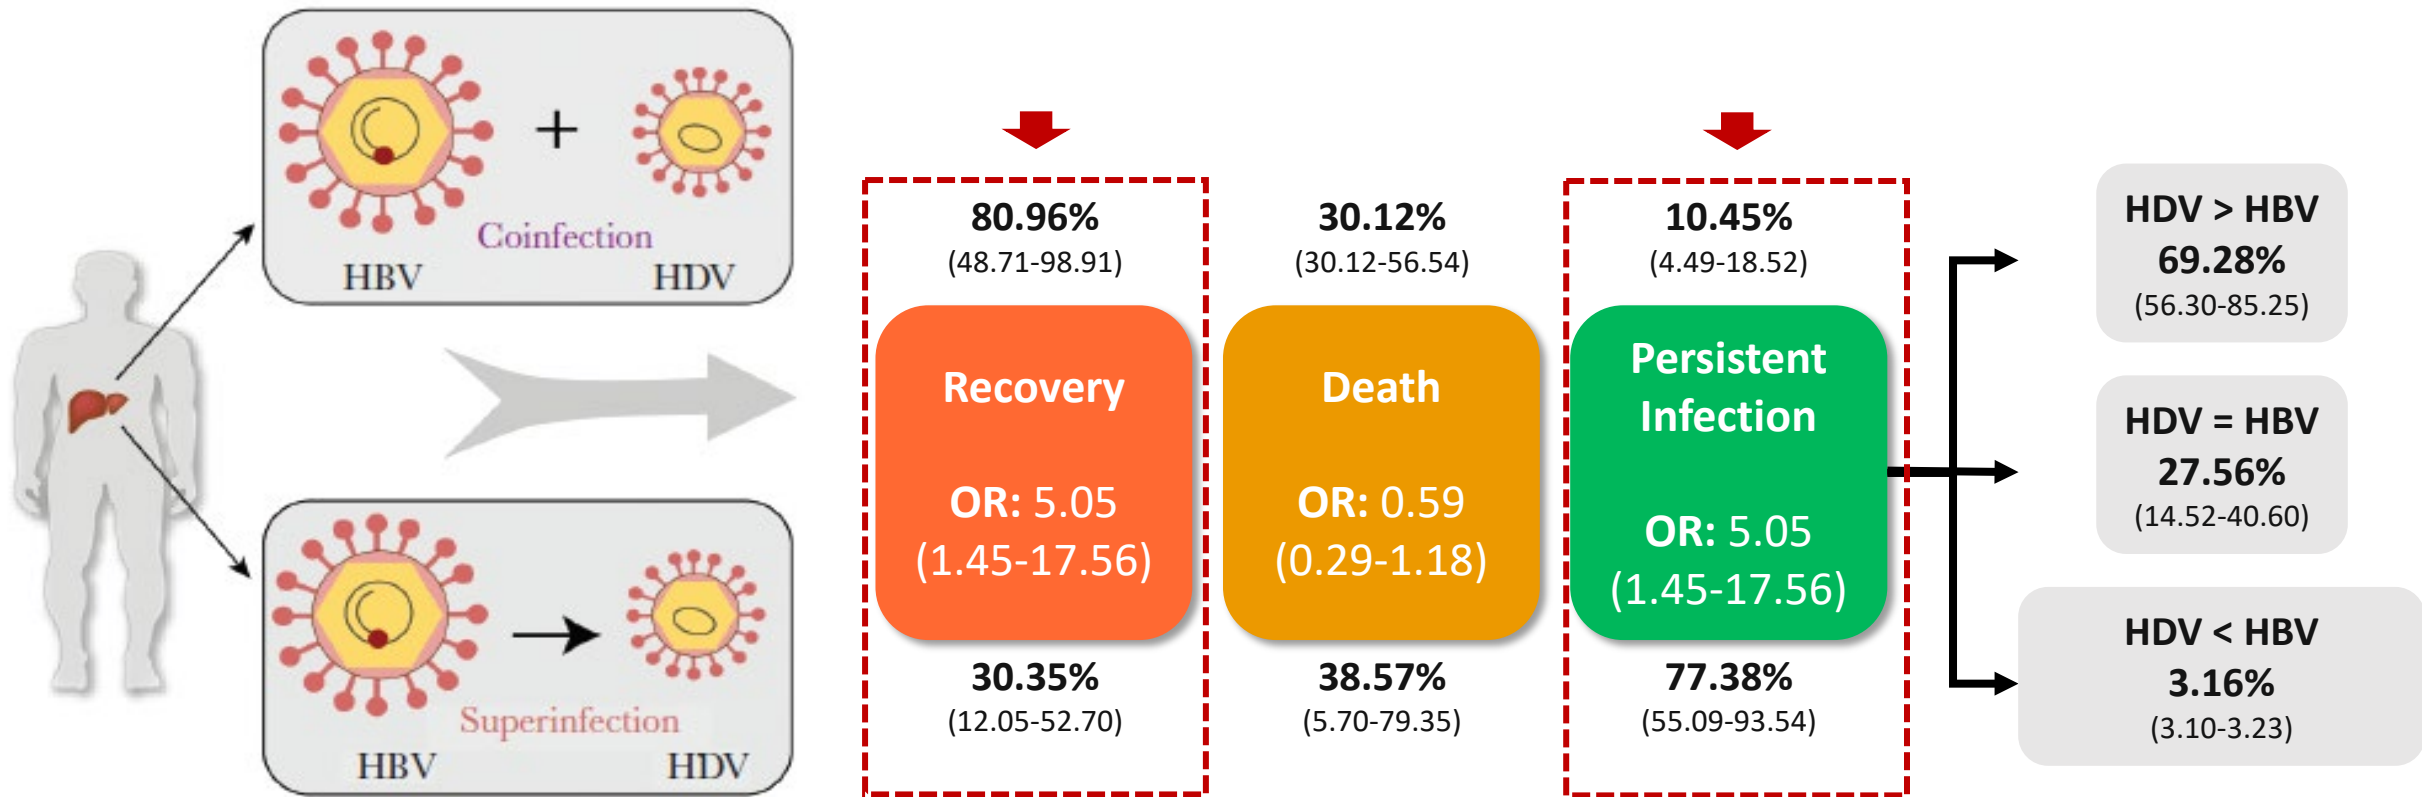 Coinfection
HBV
HDV
Superinfection
HBV
HDV
80.96%
(48.71-98.91)
Recovery
OR: 5.05
(1.45-17.56)
30.35%
(12.05-52.70)
30.12%
(30.12-56.54)
Death
OR: 0.59
(0.29-1.18)
38.57%
(5.70-79.35)
10.45%
(4.49-18.52)
Persistent
Infection
OR: 5.05
(1.45-17.56)
77.38%
(55.09-93.54)
HDV > HBV
69.28%
(56.30-85.25)
HDV = HBV
27.56%
(14.52-40.60)
HDV < HBV
3.16%
(3.10-3.23)